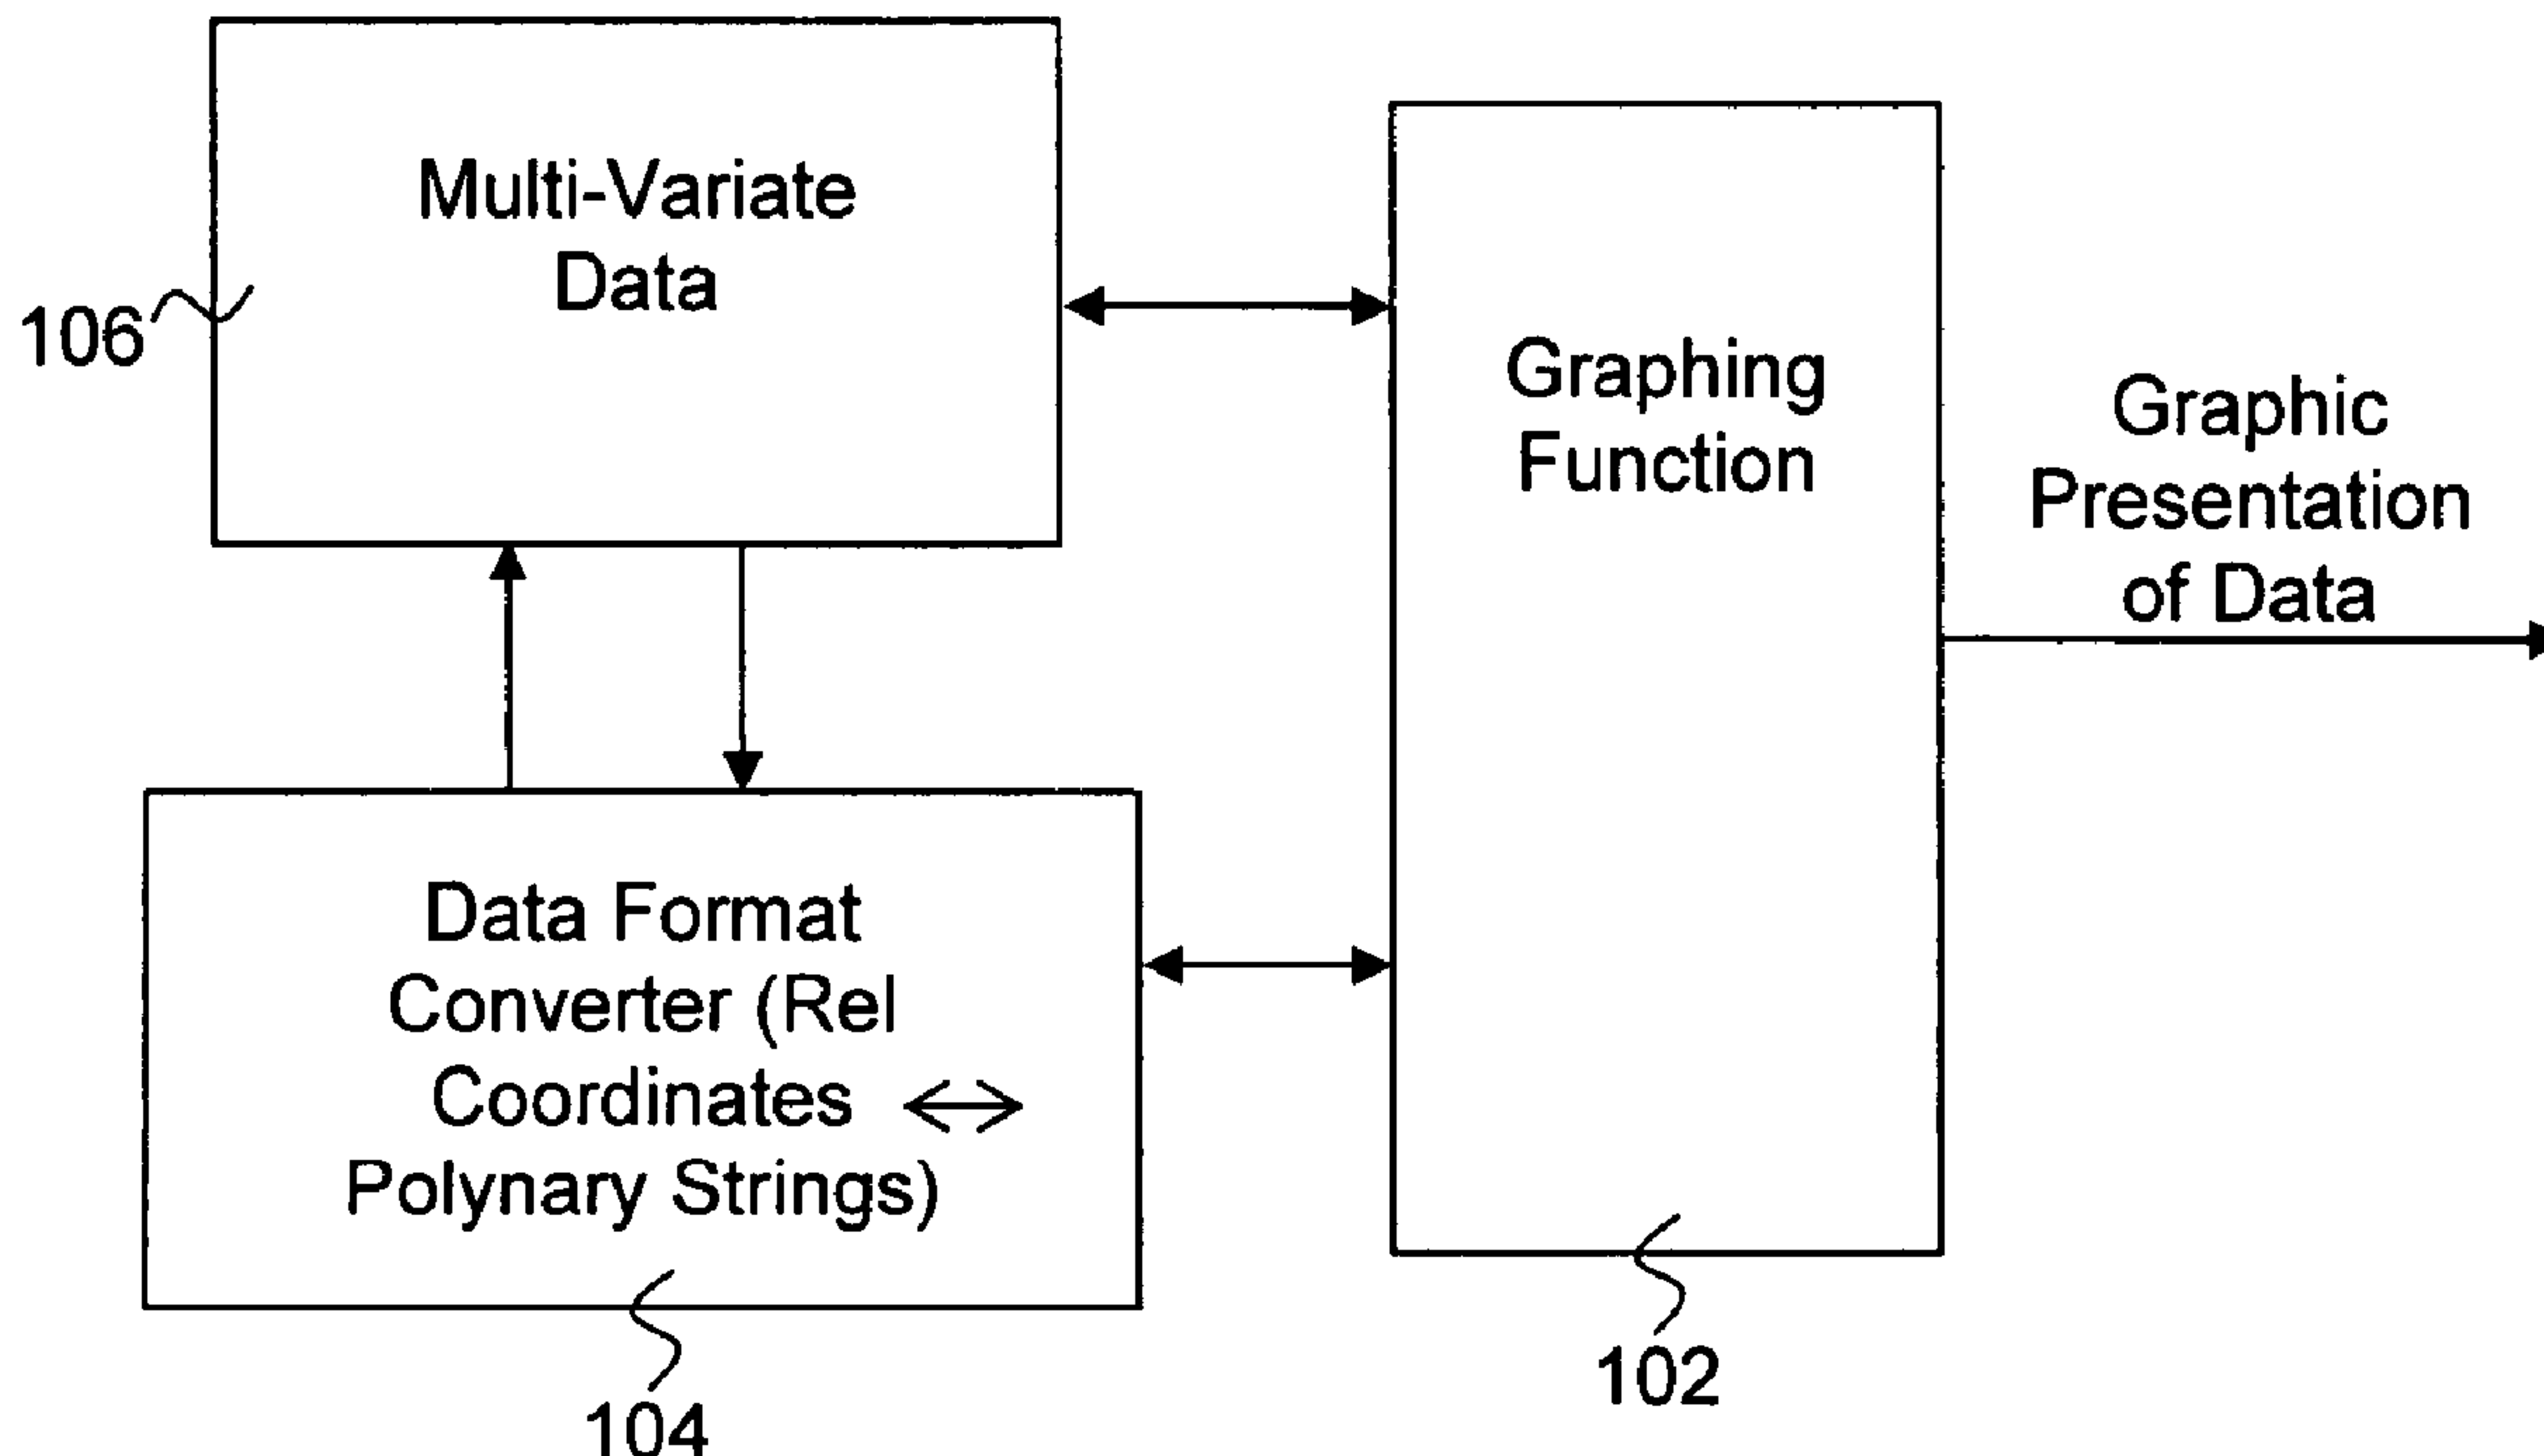 Multi-Variate
Data
106
Graphing
Function
Graphic
Presentation
of Data
Data Format
Converter (Rel
Coordinates <->
Polynary Strings)
104
102